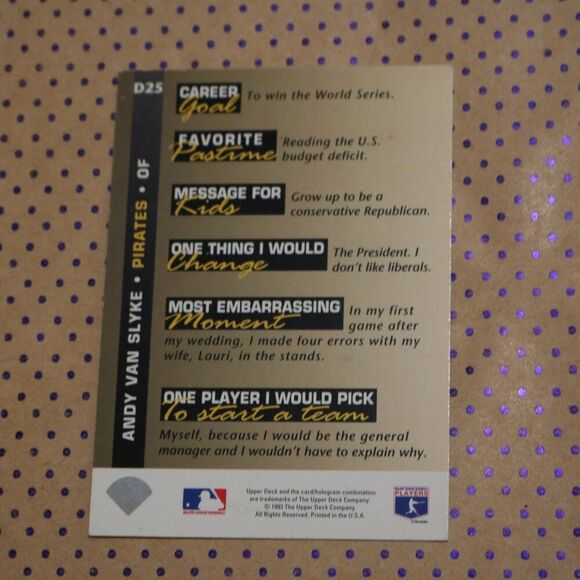 D25
ANDY VAN SLYKE • PIRATES • OF
CAREER
Goal
To win the World Series.
FAVORITE
Pastime
Reading the U.S.
budget deficit.
MESSAGE FOR
Kids
Grow up to be a
conservative Republican.
ONE THING I WOULD
Change
The President. I
don't like liberals.
MOST EMBARRASSING
Moment
In my first
game after
my wedding, I made four errors with my
wife, Lauri, in the stands.
ONE PLAYER I WOULD PICK
To start a team
Myself, because I would be the general
manager and I wouldn't have to explain why.
Upper Deck and the card/hologram combination
are trademarks of The Upper Deck Company.
© 1993 The Upper Deck Company
All Rights Reserved. Printed in the U.S.A.
MAJOR LEAGUE BASEBALL
PLAYERS